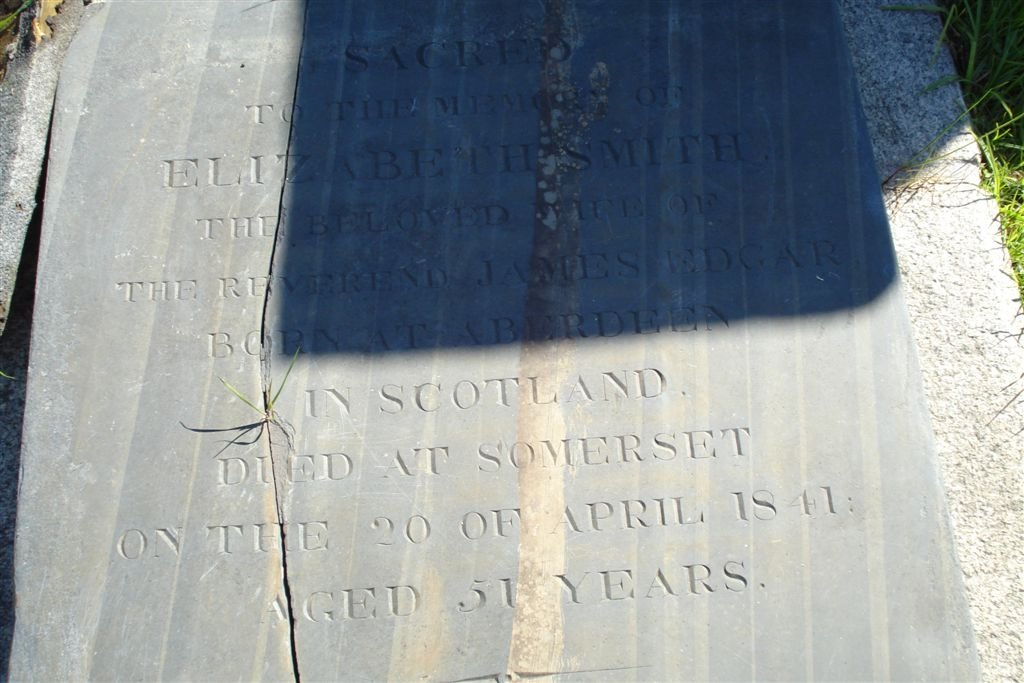 SACRED
TO THE MEMORY OF
ELIZABETH SMITH.
THE BELOVED WIFE OF
THE REVEREND JAMES EDGAR
BORN AT ABERDEEN
IN SCOTLAND.
DIED AT SOMERSET
ON THE 20 OF APRIL 1841:
AGED 51 YEARS.